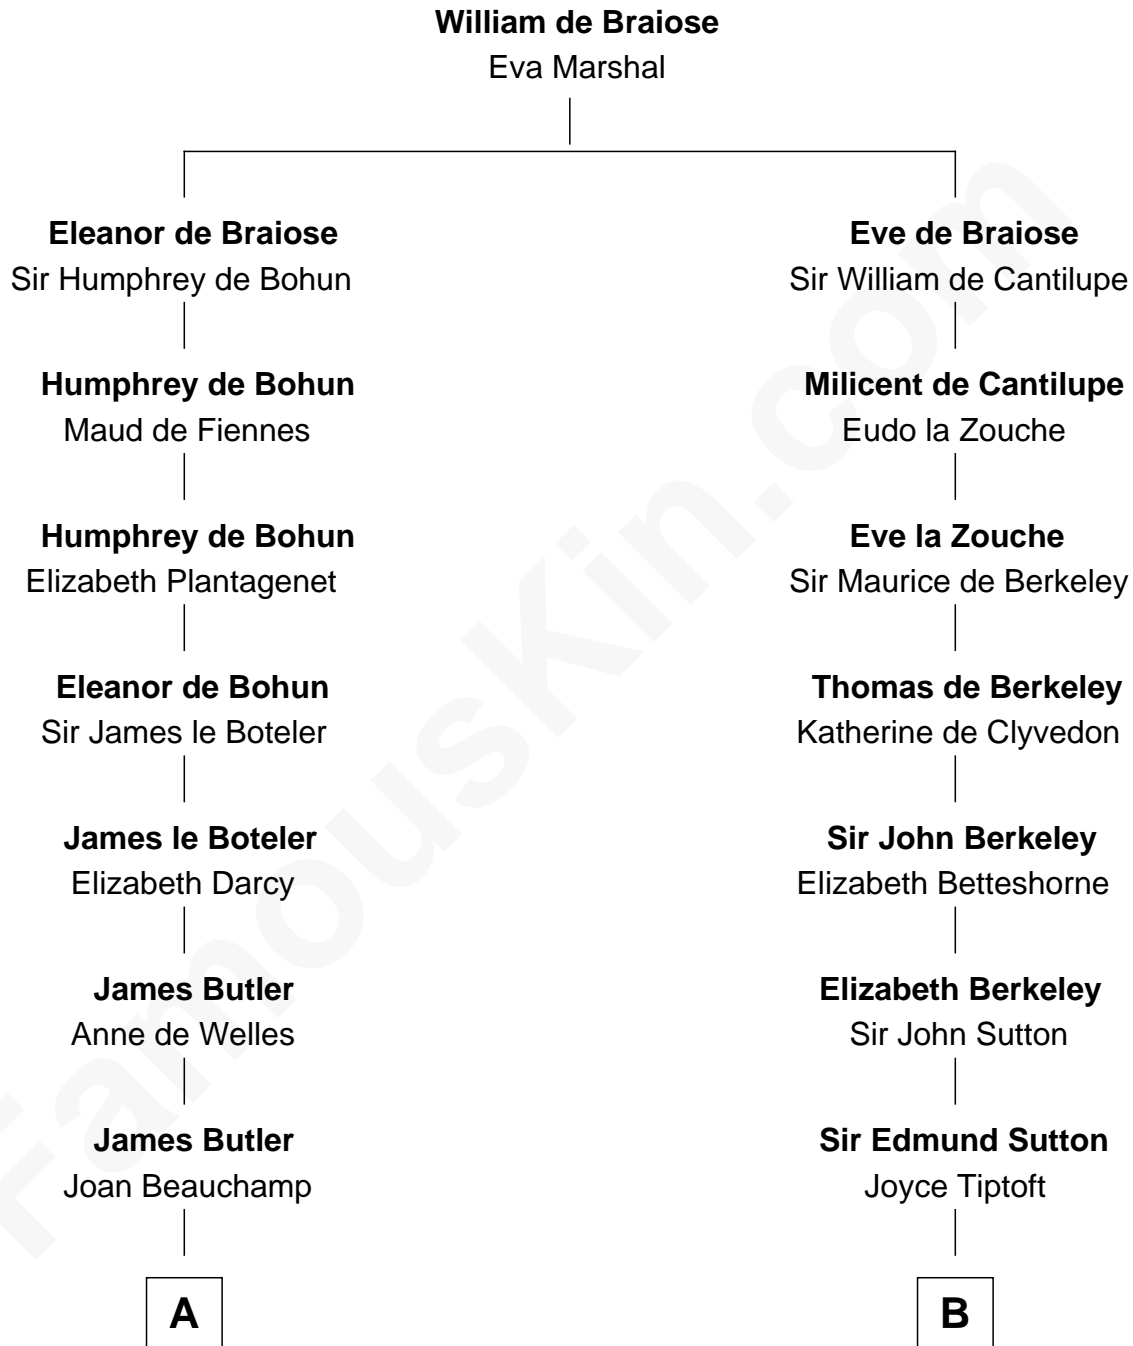 William de Braiose
Eva Marshal
Eleanor de Braiose
Sir Humphrey de Bohun
Eve de Braiose
Sir William de Cantilupe
Humphrey de Bohun
Maud de Fiennes
Milicent de Cantilupe
Eudo la Zouche
Humphrey de Bohun
Elizabeth Plantagenet
Eve la Zouche
Sir Maurice de Berkeley
Eleanor de Bohun
Sir James le Boteler
Thomas de Berkeley
Katherine de Clyvedon
James le Boteler
Elizabeth Darcy
Sir John Berkeley
Elizabeth Betteshorne
James Butler
Anne de Welles
Elizabeth Berkeley
Sir John Sutton
James Butler
Joan Beauchamp
Sir Edmund Sutton
Joyce Tiptoft
A
B
FamousKin.com